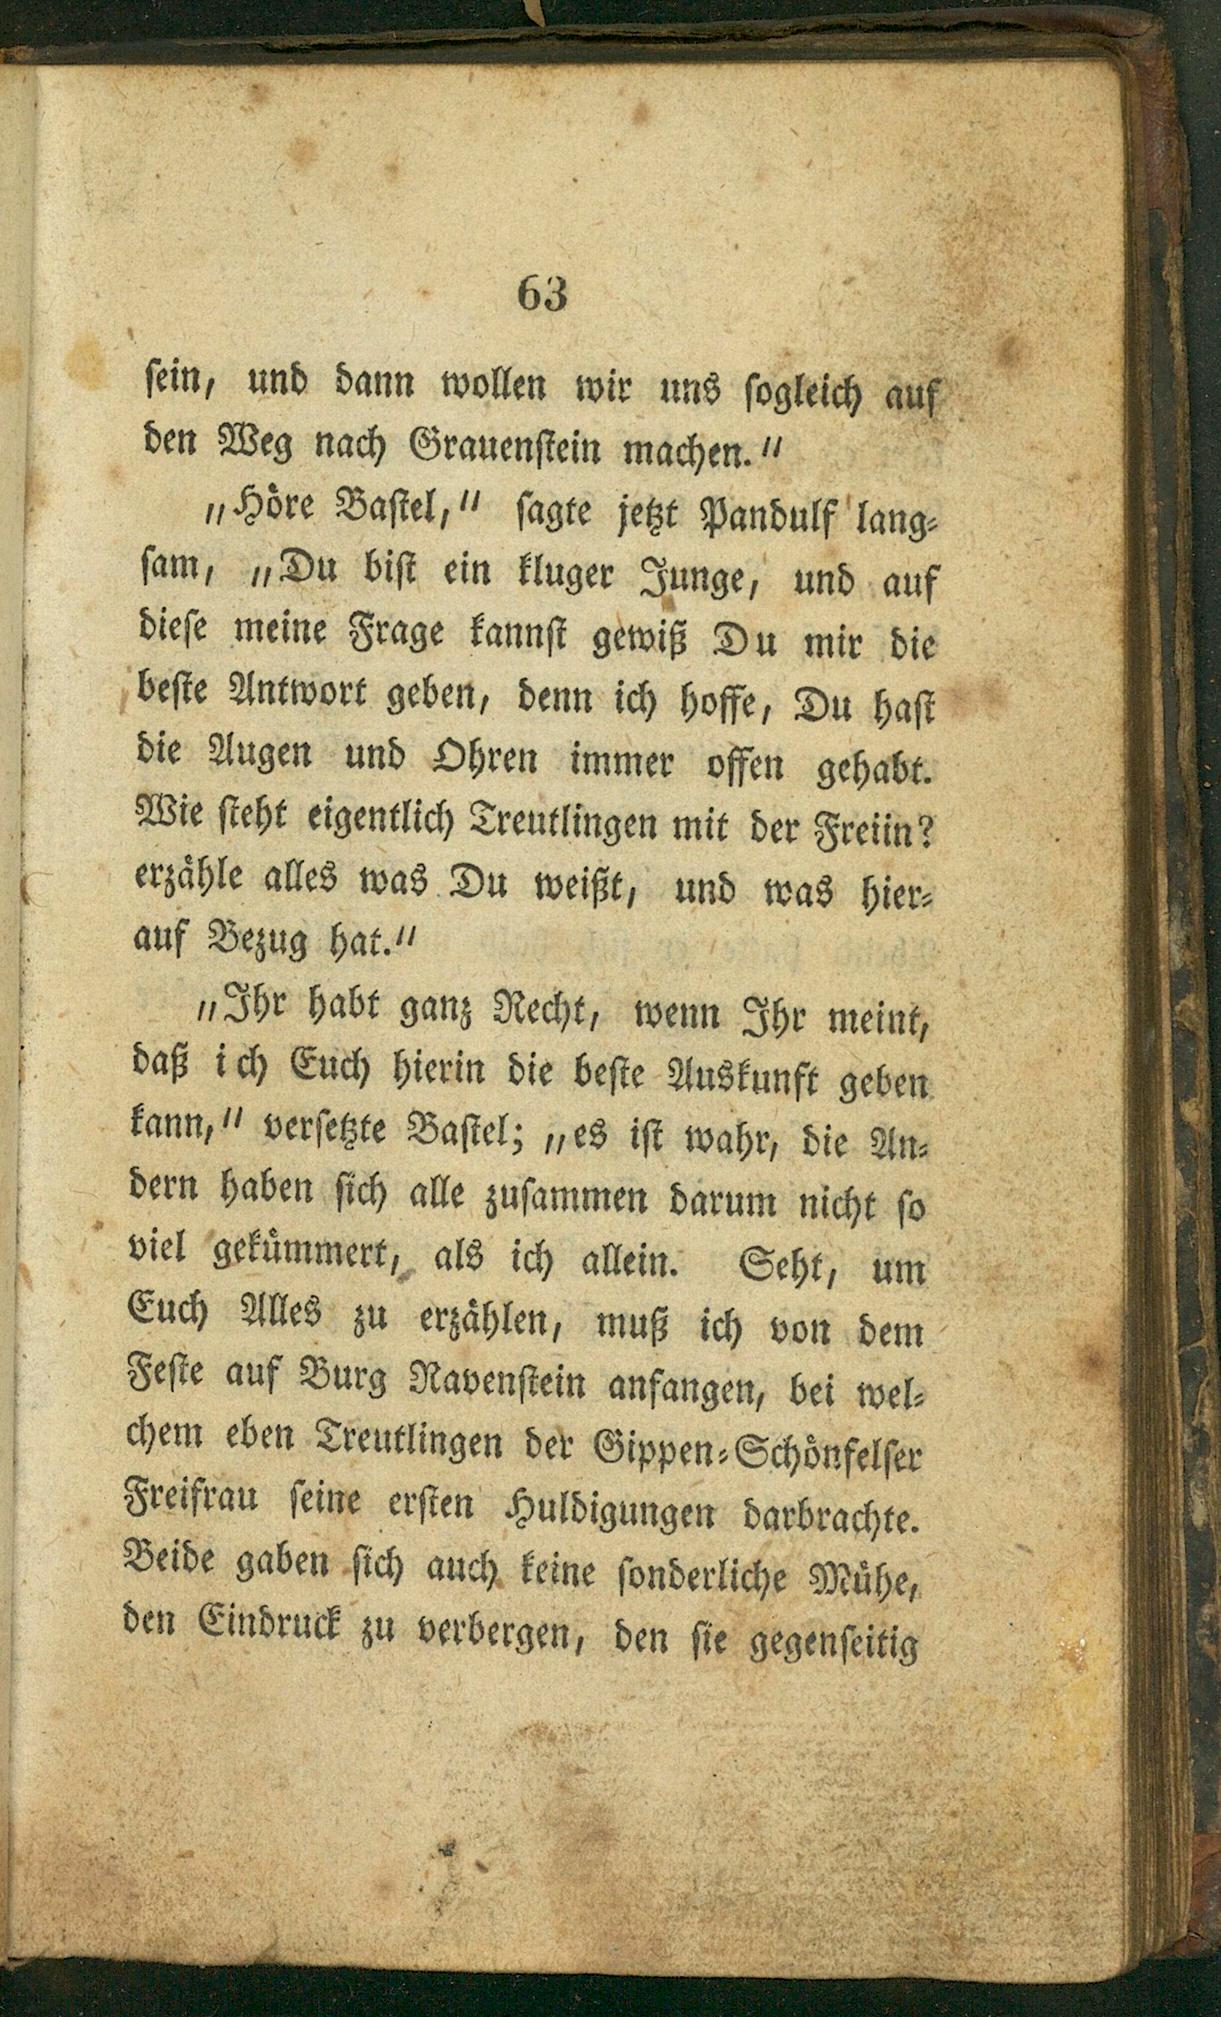 63
sein, und dann wollen wir uns sogleich auf
den Weg nach Grauenstein machen."
„Höre Bastel," sagte jetzt Pandulf lang-
sam, „Du bist ein kluger Junge, und auf
diese meine Frage kannst gewiß Du mir die
beste Antwort geben, denn ich hoffe, Du hast
die Augen und Ohren immer offen gehabt.
Wie steht eigentlich Treutlingen mit der Freiin?
erzähle alles was Du weißt, und was hier-
auf Bezug hat."
„Ihr habt ganz Recht, wenn Ihr meint,
daß ich Euch hierin die beste Auskunft geben
kann," versetzte Bastel; „es ist wahr, die An-
dern haben sich alle zusammen darum nicht so
viel gekümmert, als ich allein. Seht, um
Euch Alles zu erzählen, muß ich von dem
Feste auf Burg Ravenstein anfangen, bei wel-
chem eben Treutlingen der Gippen-Schönfelser
Freifrau seine ersten Huldigungen darbrachte.
Beide gaben sich auch keine sonderliche Mühe,
den Eindruck zu verbergen, den sie gegenseitig